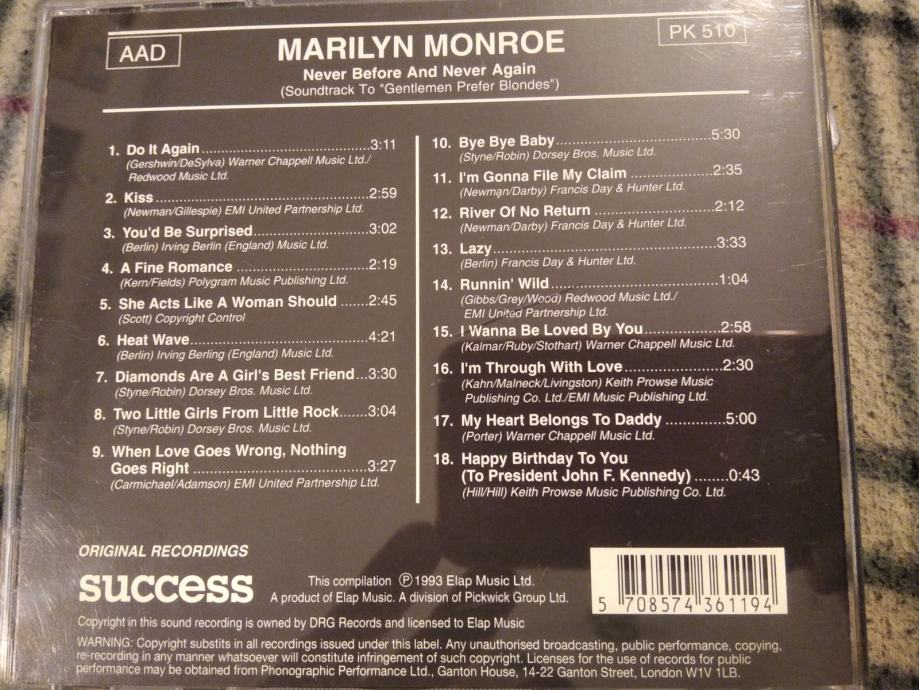 AAD
MARILYN MONROE
PK 510
Never Before And Never Again
(Soundtrack To "Gentlemen Prefer Blondes")
1. Do It Again........................3:11
(Gershwin/DeSylva) Warner Chappell Music Ltd./
Redwood Music Ltd.
2. Kiss........................2:59
(Newman/Gillespie) EMI United Partnership Ltd.
3. You'd Be Surprised........................3:02
(Berlin) Irving Berlin (England) Music Ltd.
4. A Fine Romance ........................2:19
(Kern/Fields) Polygram Music Publishing Ltd.
5. She Acts Like A Woman Should .......2:45
(Scott) Copyright Control
6. Heat Wave........................4:21
(Berlin) Irving Berling (England) Music Ltd.
7. Diamonds Are A Girl's Best Friend...3:30
(Styne/Robin) Dorsey Bros. Music Ltd.
8. Two Little Girls From Little Rock.......3:04
(Styne/Robin) Dorsey Bros. Music Ltd.
9. When Love Goes Wrong, Nothing
Goes Right ........................3:27
(Carmichael/Adamson) EMI United Partnership Ltd.
10. Bye Bye Baby........................5:30
(Styne/Robin) Dorsey Bros. Music Ltd.
11. I'm Gonna File My Claim ...............2:35
(Newman/Darby) Francis Day & Hunter Ltd.
12. River Of No Return .....................2:12
(Newman/Darby) Francis Day & Hunter Ltd.
13. Lazy........................3:33
(Berlin) Francis Day & Hunter Ltd.
14. Runnin' Wild........................1:04
(Gibbs/Grey/Wood) Redwood Music Ltd./
EMI United Partnership Ltd.
15. I Wanna Be Loved By You..............2:58
(Kalmar/Ruby/Stothart) Warner Chappell Music Ltd.
16. I'm Through With Love..................2:30
(Kahn/Malneck/Livingston) Keith Prowse Music
Publishing Co. Ltd./EMI Music Publishing Ltd.
17. My Heart Belongs To Daddy ...........5:00
(Porter) Warner Chappell Music Ltd.
18. Happy Birthday To You
(To President John F. Kennedy)........0:43
(Hill/Hill) Keith Prowse Music Publishing Co. Ltd.
ORIGINAL RECORDINGS
success
This compilation Ⓟ1993 Elap Music Ltd.
A product of Elap Music. A division of Pickwick Group Ltd.
5 708574 361194
Copyright in this sound recording is owned by DRG Records and licensed to Elap Music
WARNING: Copyright substits in all recordings issued under this label. Any unauthorised broadcasting, public performance, copying,
re-recording in any manner whatsoever will constitute infringement of such copyright. Licenses for the use of records for public
performance may be obtained from Phonographic Performance Ltd., Ganton House, 14-22 Ganton Street, London W1V 1LB.